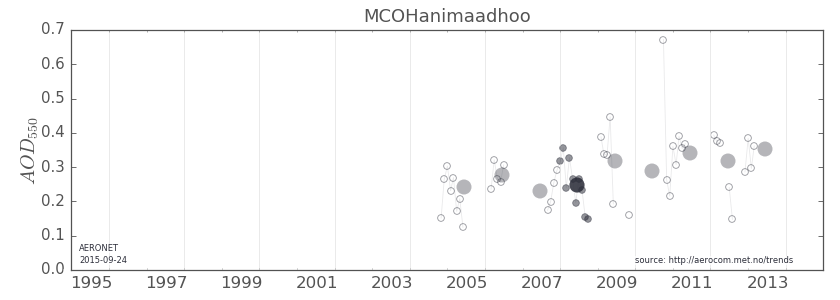 MCOHanimaadhoo
0.7
0.6
0.5
0.4
0.3
0.2
0.1
0.0
AOD550
AERONET
2015-09-24
source: http://aerocom.met.no/trends
1995 1997 1999 2001 2003 2005 2007 2009 2011 2013